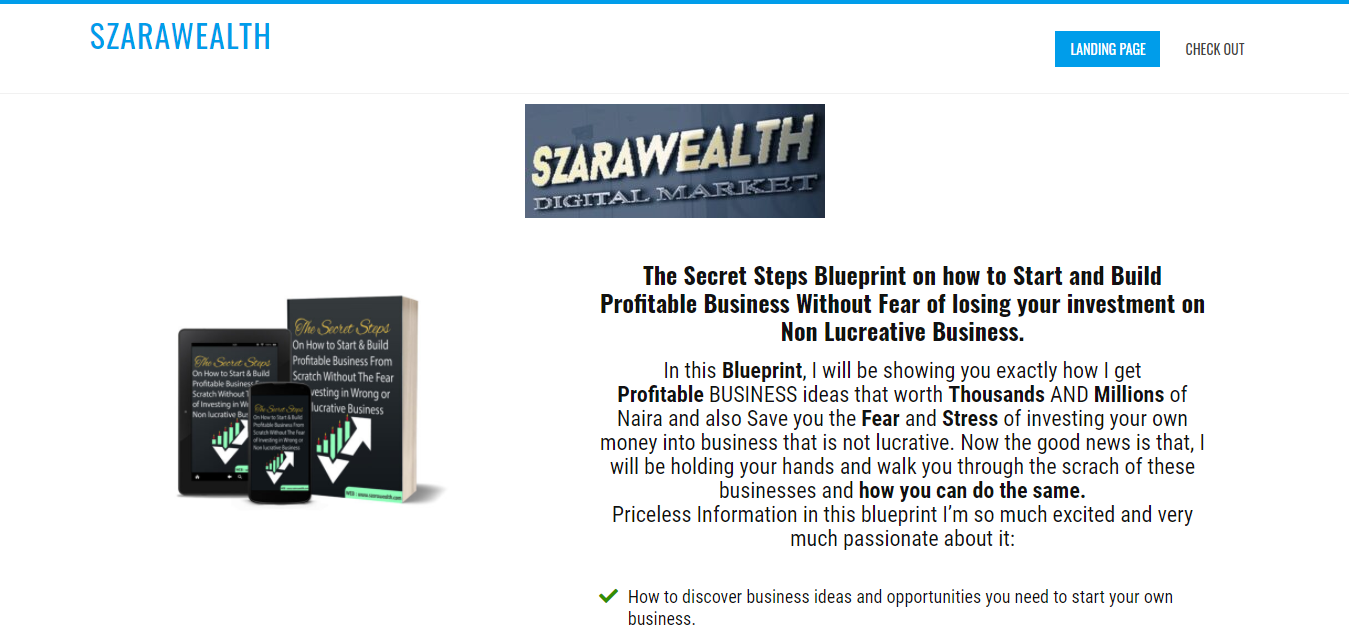 SZARAWEALTH
LANDING PAGE
CHECK OUT
SZARAWEALTH
DIGITAL MARKET
The Secret Steps Blueprint on how to Start and Build
Profitable Business Without Fear of losing your investment on
Non Lucreative Business.
In this Blueprint, I will be showing you exactly how I get
Profitable BUSINESS ideas that worth Thousands AND Millions of
Naira and also Save you the Fear and Stress of investing your own
money into business that is not lucrative. Now the good news is that, I
will be holding your hands and walk you through the scrach of these
businesses and how you can do the same.
Priceless Information in this blueprint I’m so much excited and very
much passionate about it:
How to discover business ideas and opportunities you need to start your own
business.
The Secret Steps
On How to Start & Build
Profitable Business From
Scratch Without The Fear
Investing in Wrong or
lucrative Business
The Secret Steps
On How to Start & Build
Profitable Business
Scratch Without
of Investing in Wro
Non lucrative Bus
The Secret Steps
On How to Start & Build
Profitable Business From
Scratch Without The Fear
of Investing in Wrong or
Non lucrative Business